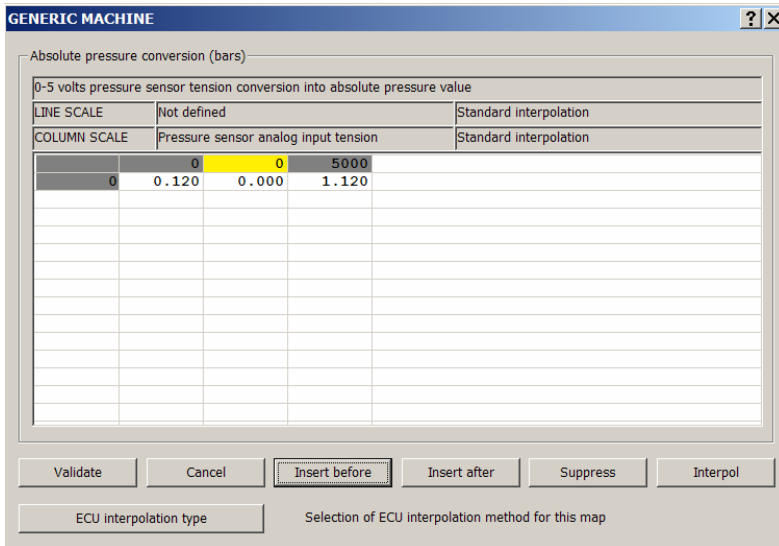 GENERIC MACHINE
Absolute pressure conversion (bars)
0-5 volts pressure sensor tension conversion into absolute pressure value
LINE SCALE Not defined Standard interpolation
COLUMN SCALE Pressure sensor analog input tension Standard interpolation
0 0 5000
0 0.120 0.000 1.120
Validate Cancel Insert before Insert after Suppress Interpol
ECU interpolation type Selection of ECU interpolation method for this map